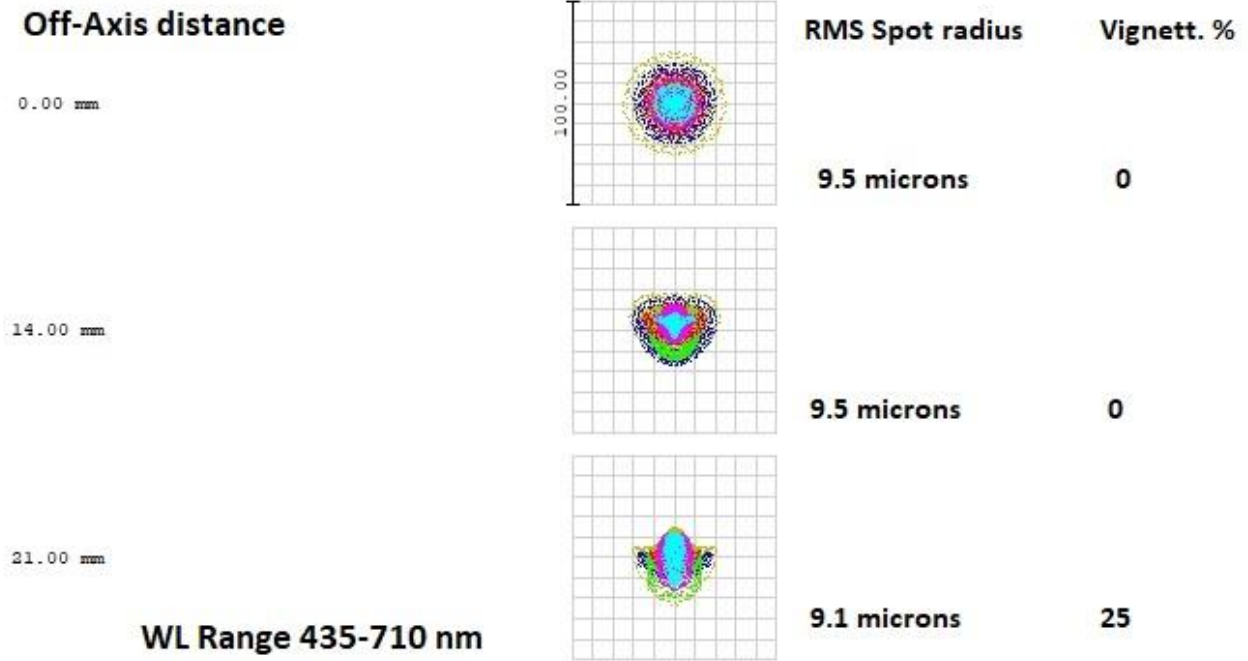 Off-Axis distance RMS Spot radius Vignett. %
0.00 mm 100.00
9.5 microns 0
14.00 mm
9.5 microns 0
21.00 mm
9.1 microns 25
WL Range 435-710 nm